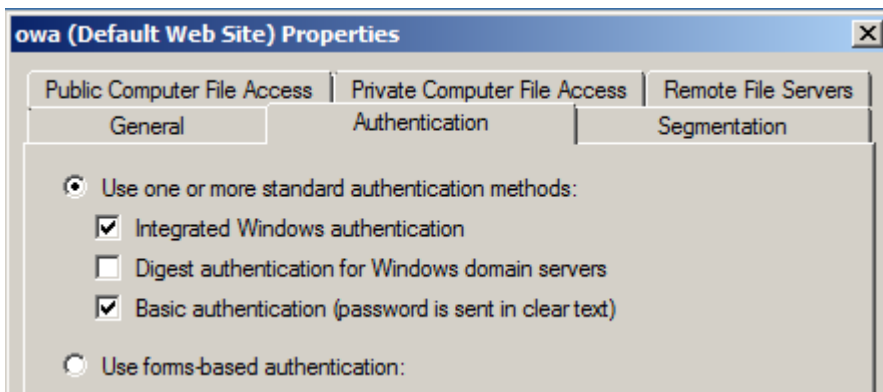 owa (Default Web Site) Properties
Public Computer File Access Private Computer File Access Remote File Servers
General Authentication Segmentation
Use one or more standard authentication methods:
Integrated Windows authentication
Digest authentication for Windows domain servers
Basic authentication (password is sent in clear text)
Use forms-based authentication: